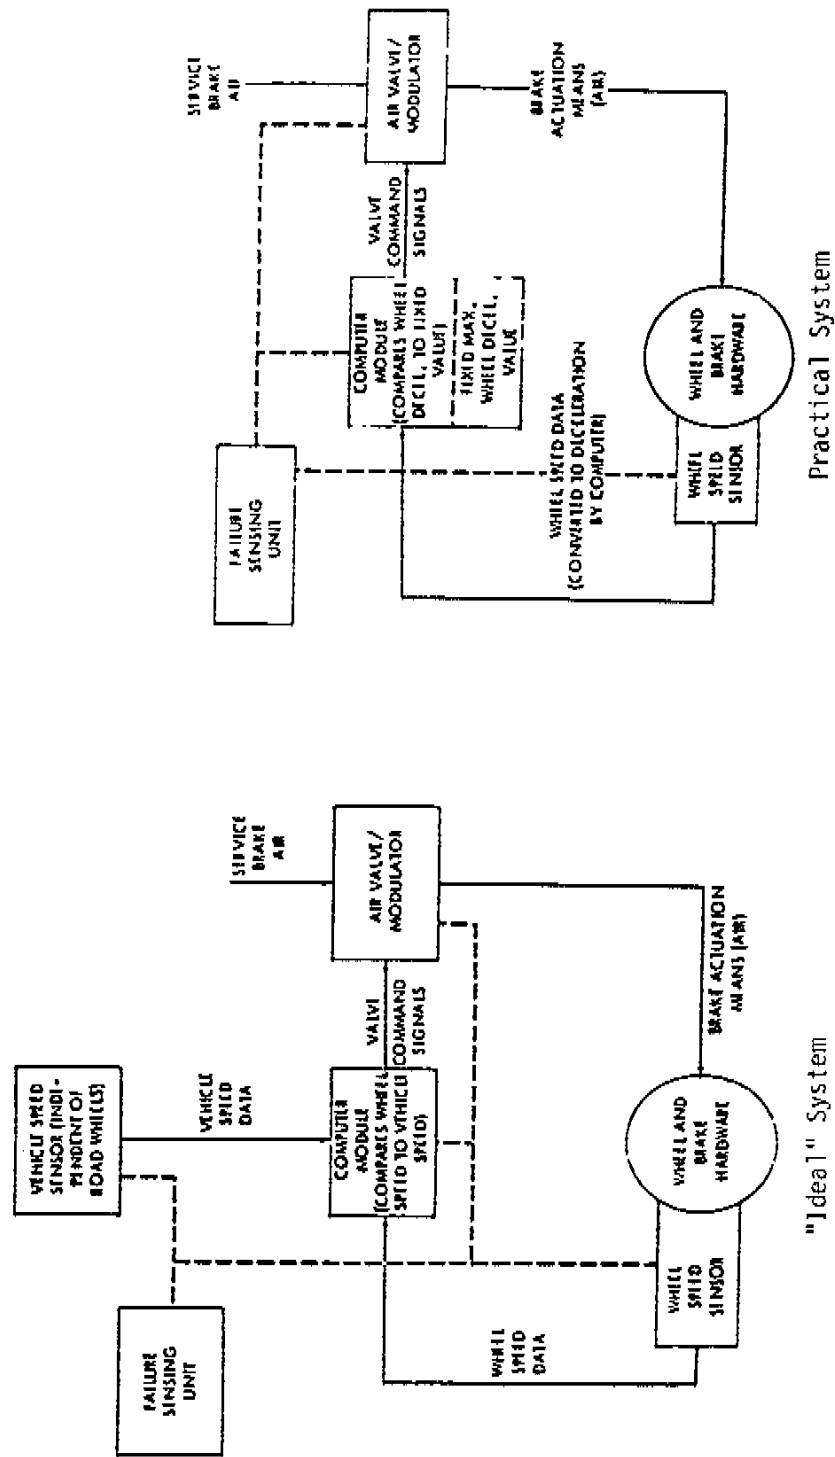 VEHICLE SPEED
SENSOR (INDE-
PENDENT OF
ROAD WHEELS)
FAILURE
SENSING
UNIT
VEHICLE
SPEED
DATA
SERVICE
BRAKE
AIR
COMPUTER
MODULE
(COMPARES WHEEL
SPEED TO VEHICLE
SPEED)
VALVE
COMMAND
SIGNALS
AIR VALVE/
MODULATOR
WHEEL
SPEED
DATA
WHEEL
SPEED
SENSOR
WHEEL AND
BRAKE
HARDWARE
BRAKE ACTUATION
MEANS (AIR)
"Ideal" System
FAILURE
SENSING
UNIT
SERVICE
BRAKE
AIR
COMPUTER
MODULE
(COMPARES WHEEL
DECEL. TO FIXED
VALUE)
FIXED MAX.
WHEEL DECEL.
VALUE
VALVE
COMMAND
SIGNALS
AIR VALVE/
MODULATOR
WHEEL SPEED DATA
(CONVERTED TO DECELERATION
BY COMPUTER)
BRAKE
ACTUATION
MEANS
(AIR)
WHEEL
SPEED
SENSOR
WHEEL AND
BRAKE
HARDWARE
Practical System